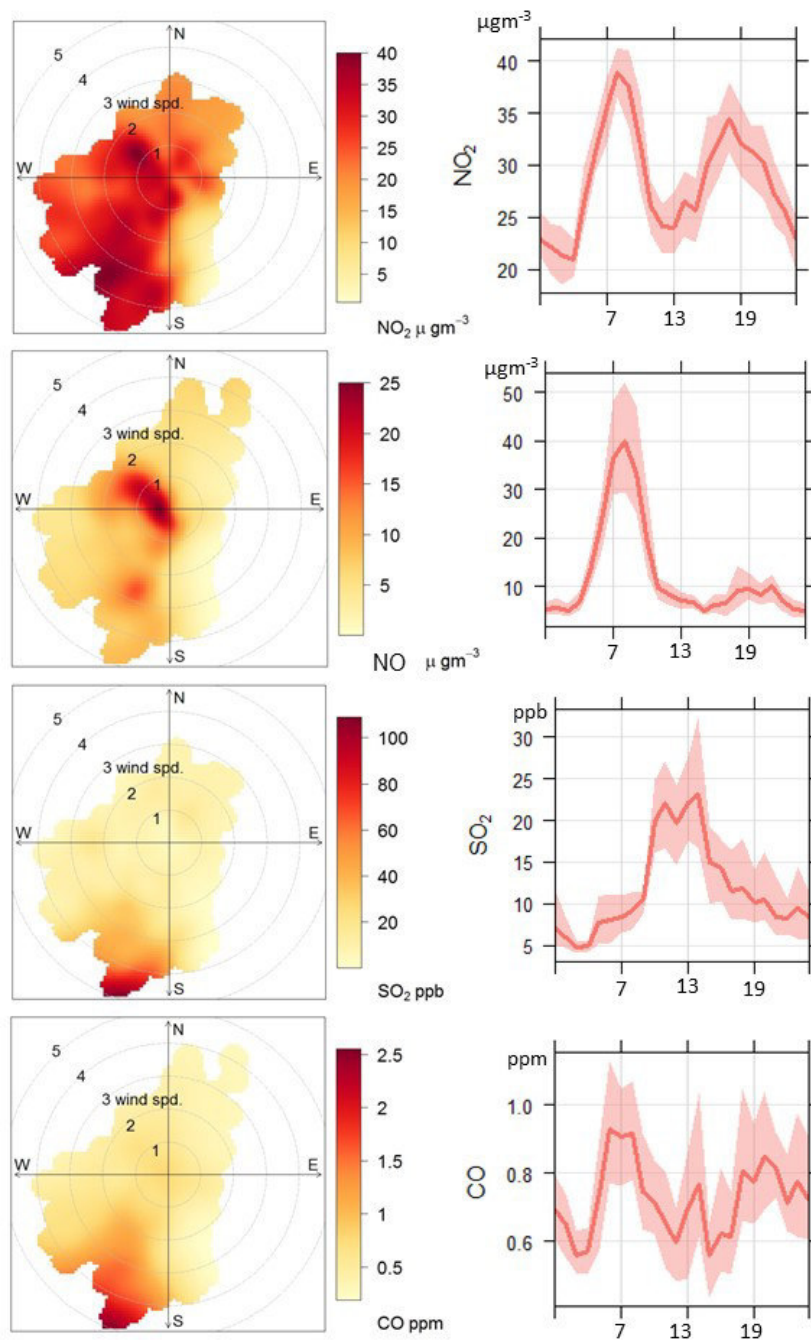 N
5
4
3 wind spd.
2
1
W
E
S
40
35
30
25
20
15
10
5
NO₂ μ gm⁻³
μgm⁻³
40
35
30
25
20
NO₂
7
13
19
N
5
4
3 wind spd.
2
1
W
E
S
25
20
15
10
5
NO μ gm⁻³
μgm⁻³
50
40
30
20
10
NO
7
13
19
N
5
4
3 wind spd.
2
1
W
E
S
100
80
60
40
20
SO₂ ppb
ppb
30
25
20
15
10
5
SO₂
7
13
19
N
5
4
3 wind spd.
2
1
W
E
S
2.5
2.0
1.5
1.0
0.5
CO ppm
ppm
1.0
0.8
0.6
CO
7
13
19